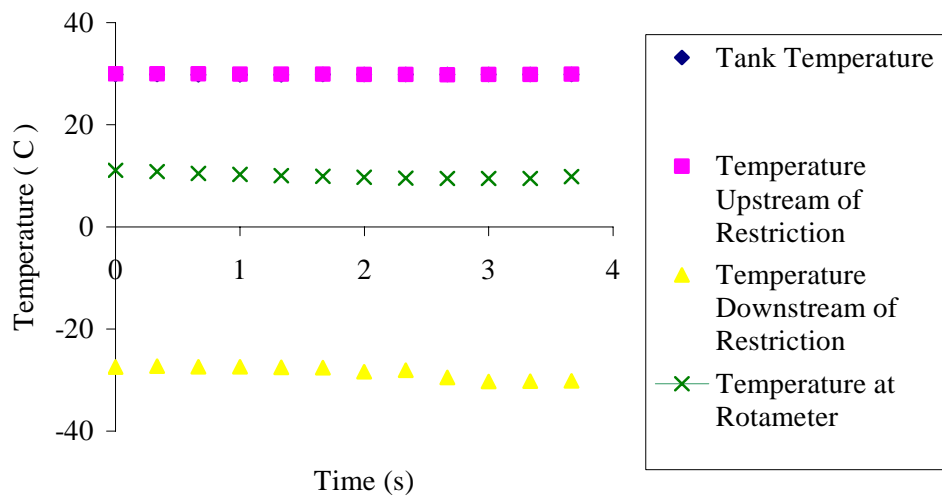 40
20
0
-20
-40
0
1
2
3
4
Temperature ( C )
Time (s)
Tank Temperature
Temperature
Upstream of
Restriction
Temperature
Downstream of
Restriction
Temperature at
Rotameter